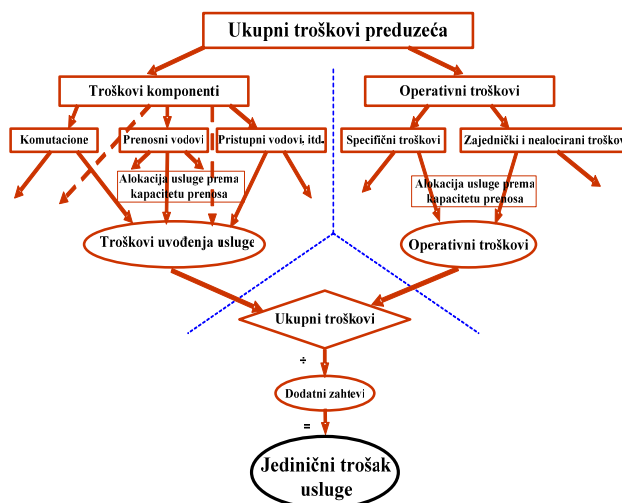 Ukupni troškovi preduzeća
Troškovi komponenti
Operativni troškovi
Komutacione
Prenosni vodovi
Pristupni vodovi, itd.
Specifični troškovi
Zajednički i nealocirani troškov
Alokacija usluge prema
kapacitetu prenosa
Alokacija usluge prema
kapacitetu prenosa
Troškovi uvođenja usluge
Operativni troškovi
Ukupni troškovi
÷
Dodatni zahtevi
=
Jedinični trošak
usluge